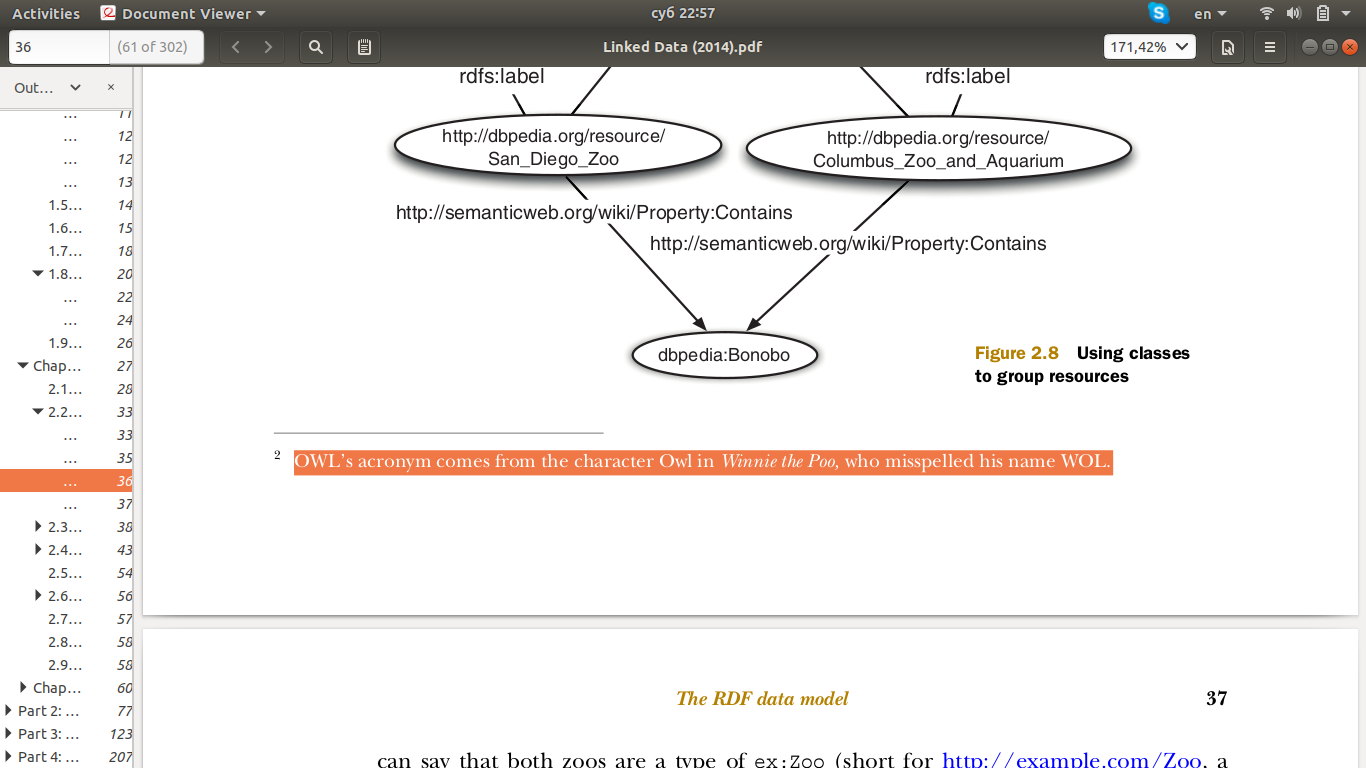 Activities Document Viewer суб 22:57 en
36 (61 of 302) Linked Data (2014).pdf 171,42%
Out... ×
... 11
... 12
... 12
... 13
1.5... 14
1.6... 15
1.7... 18
1.8... 20
... 22
... 24
1.9... 26
Chap... 27
2.1... 28
2.2... 33
... 33
... 35
... 36
... 37
2.3... 38
2.4... 43
2.5... 54
2.6... 56
2.7... 57
2.8... 58
2.9... 58
Chap... 60
Part 2: ... 77
Part 3: ... 123
Part 4: ... 207
rdfs:label rdfs:label
http://dbpedia.org/resource/
San_Diego_Zoo
http://dbpedia.org/resource/
Columbus_Zoo_and_Aquarium
http://semanticweb.org/wiki/Property:Contains
http://semanticweb.org/wiki/Property:Contains
dbpedia:Bonobo
Figure 2.8 Using classes
to group resources
2 OWL's acronym comes from the character Owl in Winnie the Poo, who misspelled his name WOL.
The RDF data model 37
can say that both zoos are a type of ex:Zoo (short for http://example.com/Zoo, a